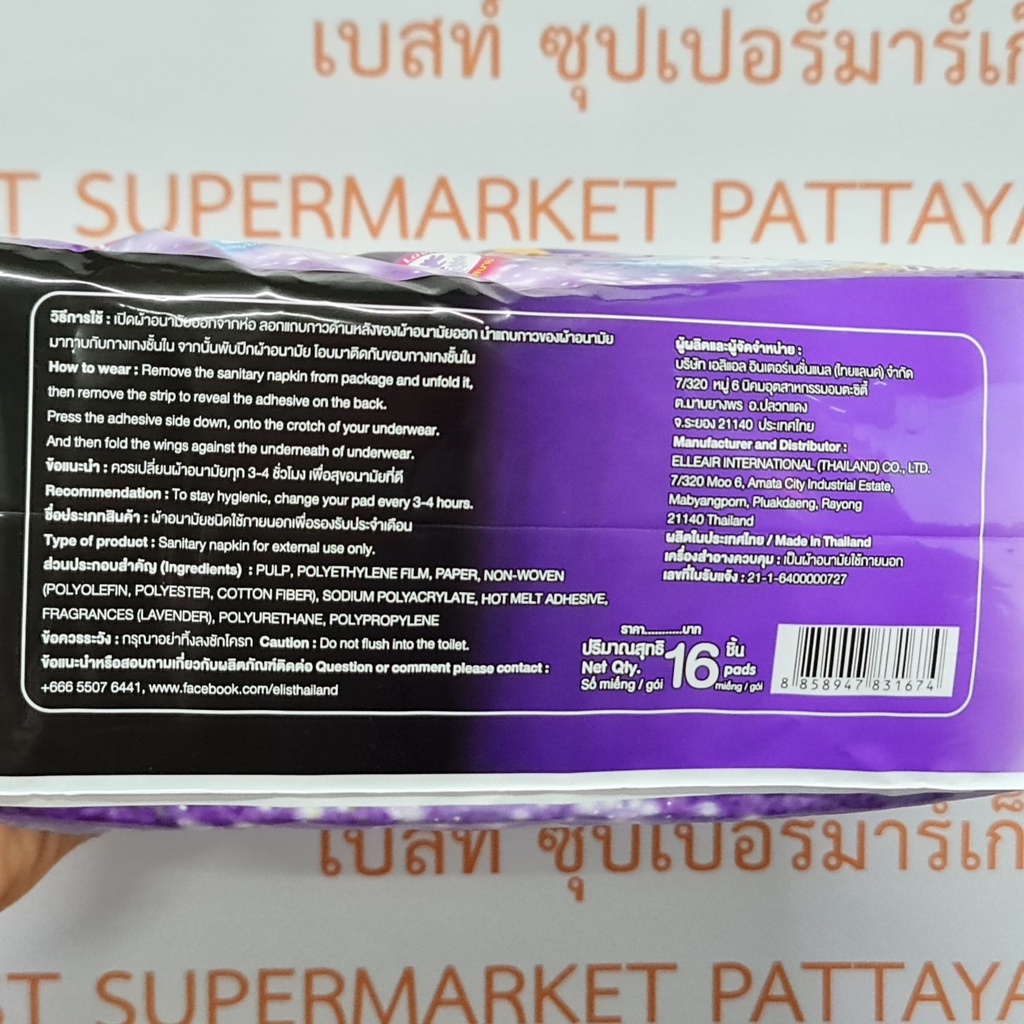 เบสท์ ซุปเปอร์มาร์เก็
ST SUPERMARKET PATTAYA
วิธีการใช้ : เปิดผ้าอนามัยออกจากห่อ ลอกแถบกาวด้านหลังของผ้าอนามัยออก นำแถบกาวของผ้าอนามัย
มาทาบกับกางเกงชั้นใน จากนั้นพับปีกผ้าอนามัย โอบมาติดกับขอบกางเกงชั้นใน
How to wear : Remove the sanitary napkin from package and unfold it,
then remove the strip to reveal the adhesive on the back.
Press the adhesive side down, onto the crotch of your underwear.
And then fold the wings against the underneath of underwear.
ข้อแนะนำ : ควรเปลี่ยนผ้าอนามัยทุก 3-4 ชั่วโมง เพื่อสุขอนามัยที่ดี
Recommendation : To stay hygienic, change your pad every 3-4 hours.
ชื่อประเภทสินค้า : ผ้าอนามัยชนิดใช้ภายนอกเพื่อรองรับประจำเดือน
Type of product : Sanitary napkin for external use only.
ส่วนประกอบสำคัญ (Ingredients) : PULP, POLYETHYLENE FILM, PAPER, NON-WOVEN
(POLYOLEFIN, POLYESTER, COTTON FIBER), SODIUM POLYACRYLATE, HOT MELT ADHESIVE,
FRAGRANCES (LAVENDER), POLYURETHANE, POLYPROPYLENE
ข้อควรระวัง : กรุณาอย่าทิ้งลงชักโครก Caution : Do not flush into the toilet.
ข้อแนะนำหรือสอบถามเกี่ยวกับผลิตภัณฑ์ติดต่อ Question or comment please contact :
+666 5507 6441, www.facebook.com/elisthailand
ผู้ผลิตและผู้จัดจำหน่าย :
บริษัท เอลิแอล อินเตอร์เนชั่นแนล (ไทยแลนด์) จำกัด
7/320 หมู่ 6 นิคมอุตสาหกรรมอมตะซิตี้
ต.มาบยางพร อ.ปลวกแดง
จ.ระยอง 21140 ประเทศไทย
Manufacturer and Distributor :
ELLEAIR INTERNATIONAL (THAILAND) CO., LTD.
7/320 Moo 6, Amata City Industrial Estate,
Mabyangporn, Pluakdaeng, Rayong
21140 Thailand
ผลิตในประเทศไทย / Made In Thailand
เครื่องสำอางควบคุม : เป็นผ้าอนามัยใช้ภายนอก
เลขที่ใบรับแจ้ง : 21-1-6400000727
ราคา...........บาท
ปริมาณสุทธิ 16 ชิ้น
Net Qty. pads
Số miếng / gói miếng / gói
8 858947 831674
เบสท์ ซุปเปอร์มาร์เก็
ST SUPERMARKET PATTAYA